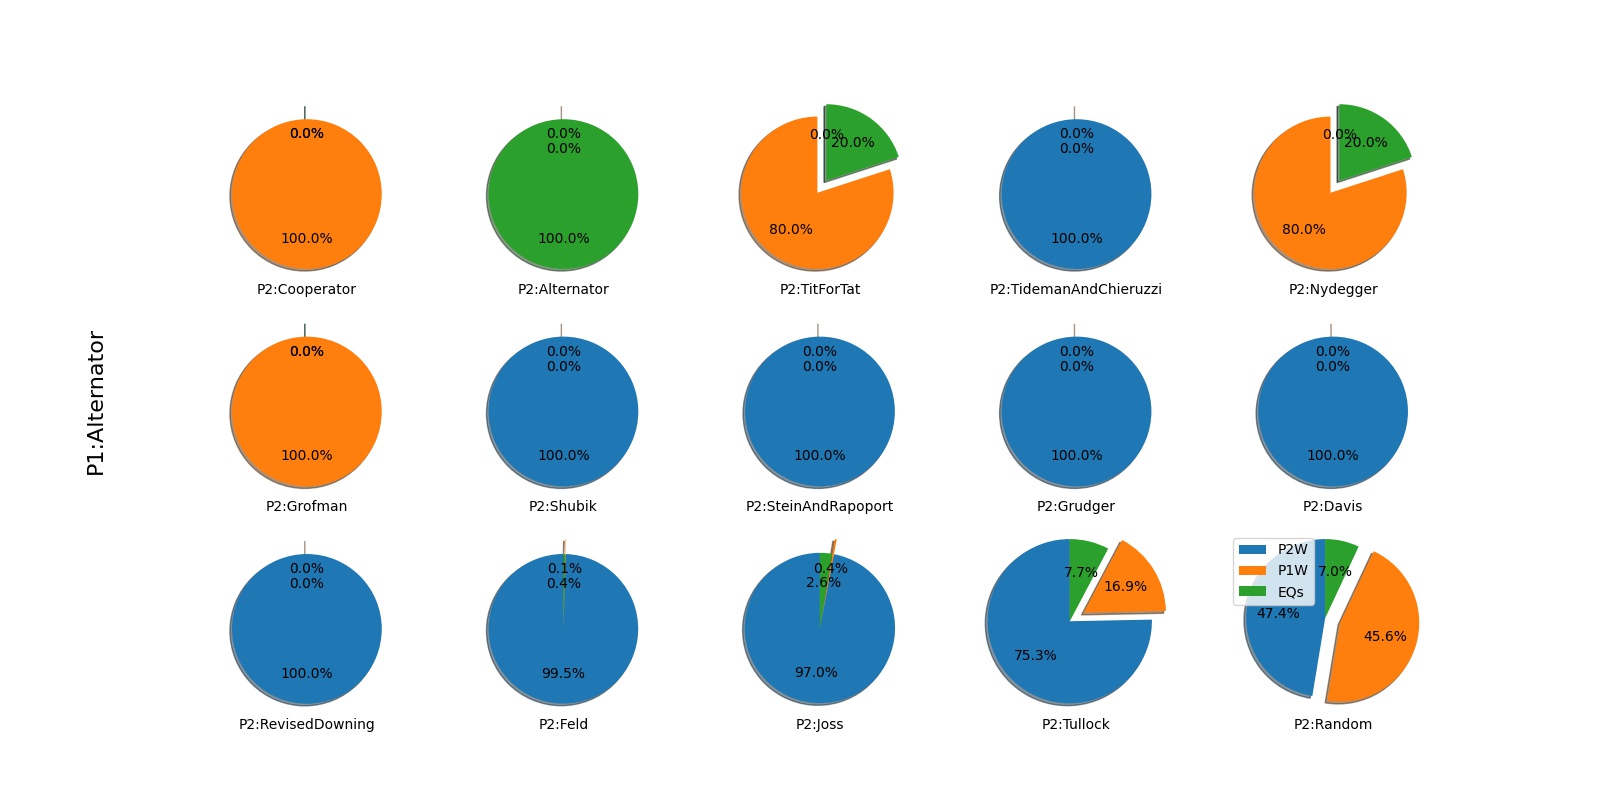 P1:Alternator
0.0%
0.0%
100.0%
P2:Cooperator
0.0%
0.0%
100.0%
P2:Alternator
0.0%
20.0%
80.0%
P2:TitForTat
0.0%
0.0%
100.0%
P2:TidemanAndChieruzzi
0.0%
20.0%
80.0%
P2:Nydegger
0.0%
0.0%
100.0%
P2:Grofman
0.0%
0.0%
100.0%
P2:Shubik
0.0%
0.0%
100.0%
P2:SteinAndRapoport
0.0%
0.0%
100.0%
P2:Grudger
0.0%
0.0%
100.0%
P2:Davis
0.0%
0.0%
100.0%
P2:RevisedDowning
0.1%
0.4%
99.5%
P2:Feld
0.4%
2.6%
97.0%
P2:Joss
7.7%
16.9%
75.3%
P2:Tullock
P2W
P1W
EQs
7.0%
47.4%
45.6%
P2:Random